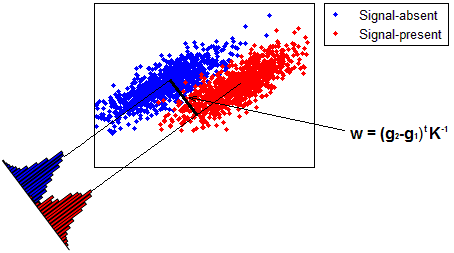 Signal-absent
Signal-present
w = (g₂-g₁)ᵗK⁻¹